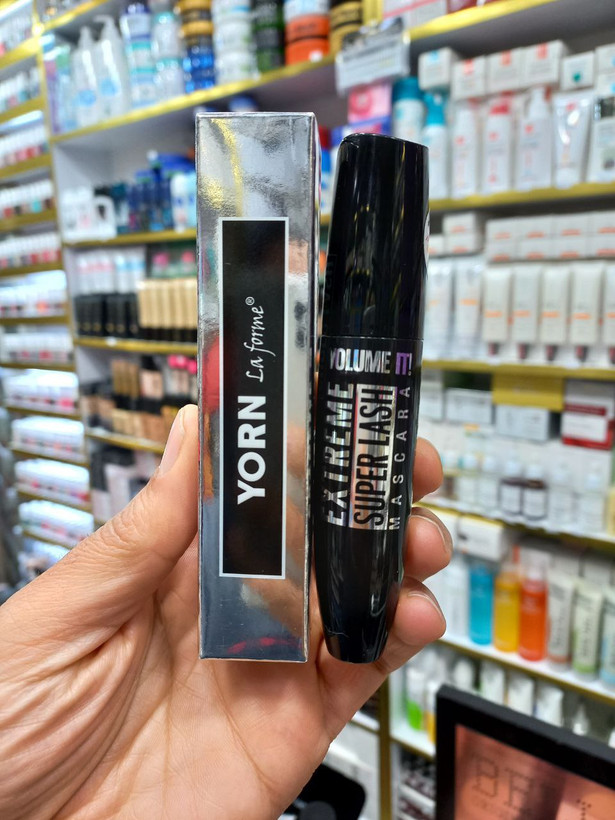 YORN La forme®
VOLUME IT!
EXTREME
SUPER LASH
MASCARA